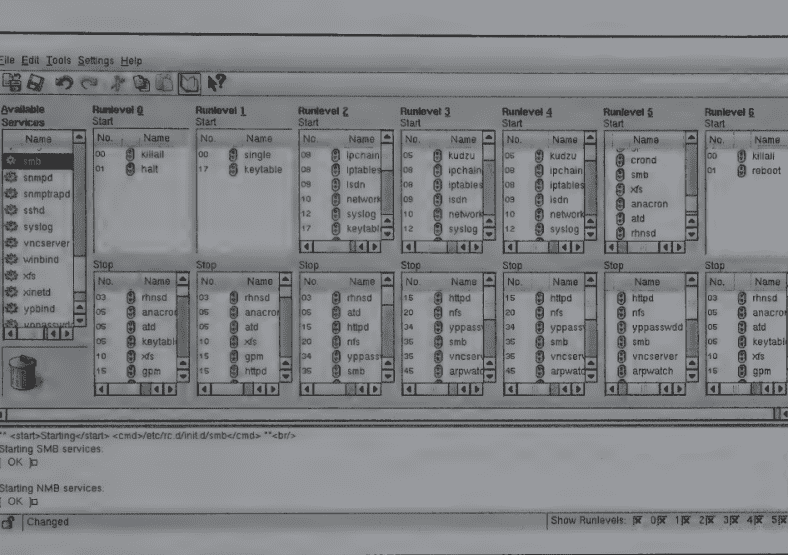 File Edit Tools Settings Help
Available Services
Name
smb
snmpd
snmptrapd
sshd
syslog
vncserver
winbind
xfs
xinetd
ypbind
yppasswdd
Runlevel 0
Start
No. Name
00 killall
01 halt
Stop
No. Name
03 rhnsd
05 anacron
05 atd
05 keytable
10 xfs
15 gpm
Runlevel 1
Start
No. Name
00 single
17 keytable
Stop
No. Name
03 rhnsd
05 anacron
05 atd
10 xfs
15 gpm
15 httpd
Runlevel 2
Start
No. Name
08 ipchain
08 iptables
09 isdn
10 network
12 syslog
17 keytabl
Stop
No. Name
03 rhnsd
05 atd
15 httpd
20 nfs
34 yppass
35 smb
Runlevel 3
Start
No. Name
05 kudzu
08 ipchain
08 iptables
09 isdn
10 network
12 syslog
Stop
No. Name
15 httpd
20 nfs
34 yppass
35 smb
35 vncserv
45 arpwatc
Runlevel 4
Start
No. Name
05 kudzu
08 ipchain
08 iptables
09 isdn
10 network
12 syslog
Stop
No. Name
15 httpd
20 nfs
34 yppass
35 smb
35 vncserv
45 arpwatc
Runlevel 5
Start
Name
crond
smb
xfs
anacron
atd
rhnsd
Stop
Name
httpd
nfs
yppasswdd
smb
vncserver
arpwatch
Runlevel 6
Start
No. Name
00 killall
01 reboot
Stop
No. Name
03 rhnsd
05 anacro
05 atd
05 keytabl
10 xfs
15 gpm
** <start>Starting</start> <cmd>/etc/rc.d/init.d/smb</cmd> **<br/>
Starting SMB services.
[ OK ]
Starting NMB services.
[ OK ]
Changed
Show Runlevels: 0 1 2 3 4 5